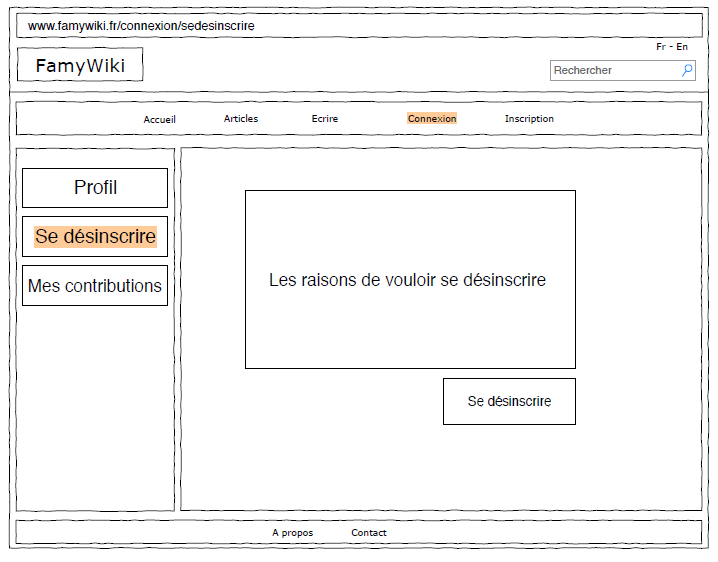 www.famywiki.fr/connexion/sedesinscrire
Fr - En
FamyWiki
Rechercher
Accueil Articles Ecrire Connexion Inscription
Profil
Se désinscrire
Mes contributions
Les raisons de vouloir se désinscrire
Se désinscrire
A propos Contact